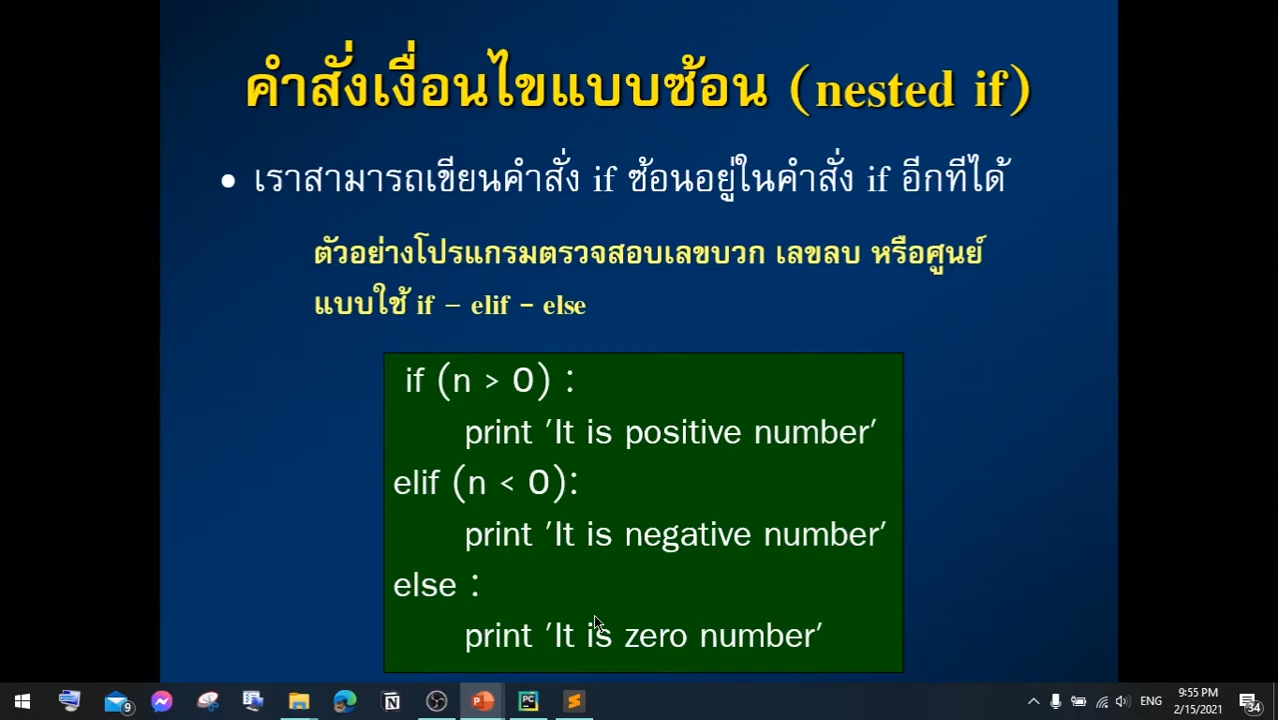 คำสั่งเงื่อนไขแบบซ้อน (nested if)
• เราสามารถเขียนคำสั่ง if ซ้อนอยู่ในคำสั่ง if อีกทีได้
ตัวอย่างโปรแกรมตรวจสอบเลขบวก เลขลบ หรือศูนย์
แบบใช้ if – elif – else
if (n > 0) :
print 'It is positive number'
elif (n < 0):
print 'It is negative number'
else :
print 'It is zero number'
9
PC
ENG
9:55 PM
2/15/2021
34